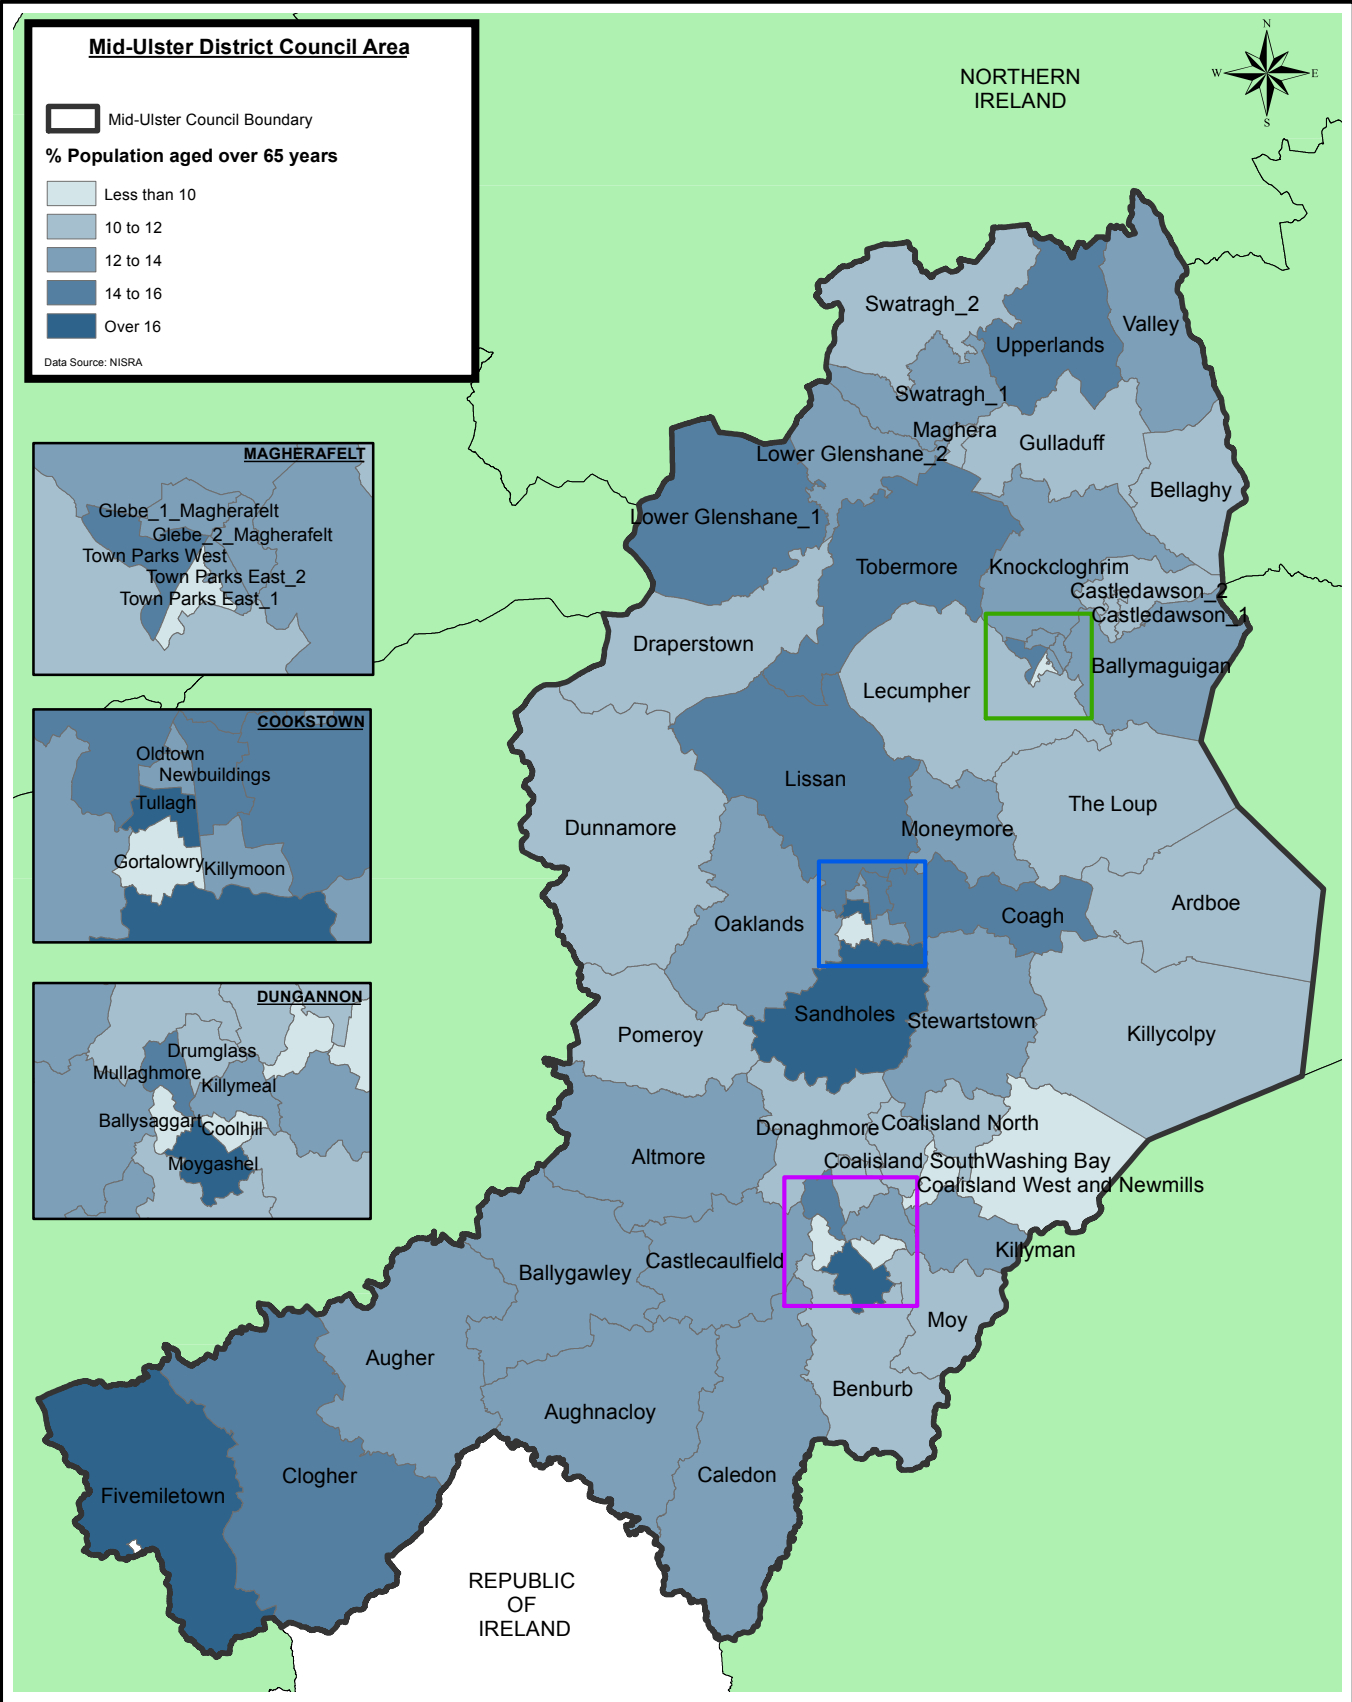 Mid-Ulster District Council Area
Mid-Ulster Council Boundary
% Population aged over 65 years
Less than 10
10 to 12
12 to 14
14 to 16
Over 16
Data Source: NISRA
NORTHERN
IRELAND
N
W
E
S
Swatragh_2
Valley
Upperlands
Swatragh_1
Maghera
Gulladuff
Lower Glenshane_2
Bellaghy
Lower Glenshane_1
Tobermore
Knockcloghrim
Castledawson_2
Castledawson_1
Draperstown
Ballymaguigan
Lecumpher
Lissan
The Loup
Dunnamore
Moneymore
Ardboe
Coagh
Oaklands
Sandholes
Stewartstown
Pomeroy
Killycolpy
Donaghmore
Coalisland North
Altmore
Coalisland South
Washing Bay
Coalisland West and Newmills
Killyman
Castlecaulfield
Ballygawley
Moy
Augher
Benburb
Aughnacloy
Clogher
Caledon
Fivemiletown
REPUBLIC
OF
IRELAND
MAGHERAFELT
Glebe_1_Magherafelt
Glebe_2_Magherafelt
Town Parks West
Town Parks East_2
Town Parks East_1
COOKSTOWN
Oldtown
Newbuildings
Tullagh
Gortalowry
Killymoon
DUNGANNON
Drumglass
Mullaghmore
Killymeal
Ballysaggart
Coolhill
Moygashel